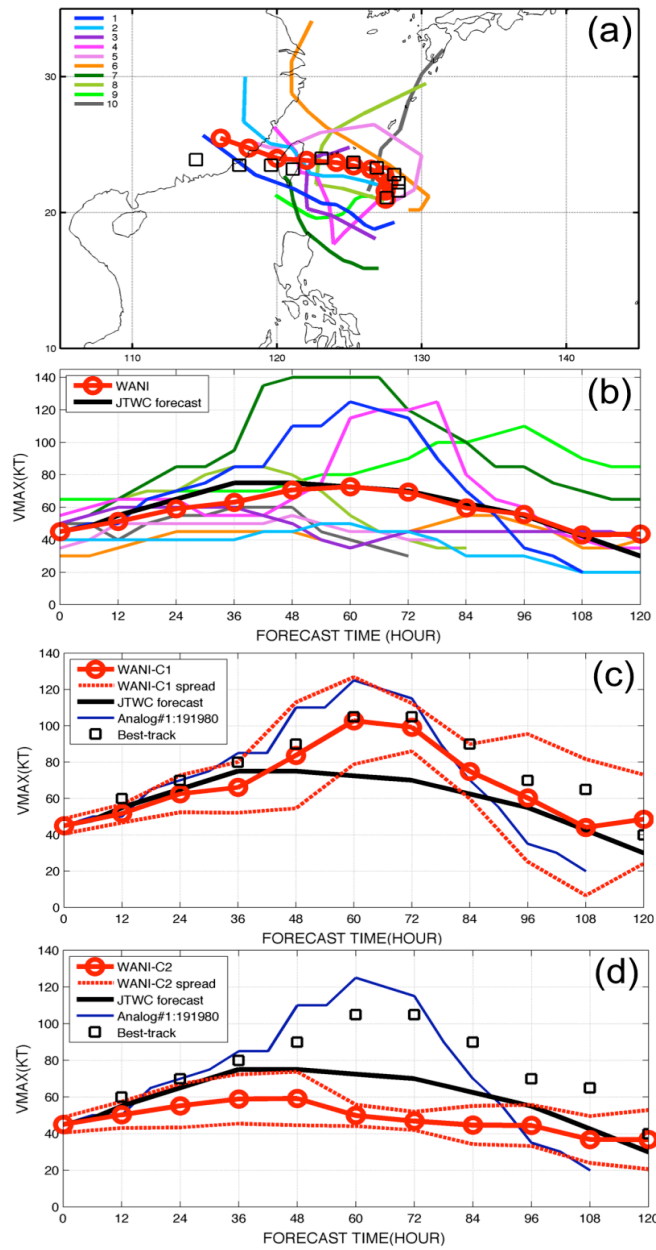 (a)
1
2
3
4
5
6
7
8
9
10
30
20
10
110 120 130 140
(b)
WANI
JTWC forecast
VMAX(KT)
140
120
100
80
60
40
20
0
0 12 24 36 48 60 72 84 96 108 120
FORECAST TIME (HOUR)
(c)
WANI-C1
WANI-C1 spread
JTWC forecast
Analog#1:191980
Best-track
VMAX(KT)
140
120
100
80
60
40
20
0
0 12 24 36 48 60 72 84 96 108 120
FORECAST TIME(HOUR)
(d)
WANI-C2
WANI-C2 spread
JTWC forecast
Analog#1:191980
Best-track
VMAX(KT)
140
120
100
80
60
40
20
0
0 12 24 36 48 60 72 84 96 108 120
FORECAST TIME(HOUR)